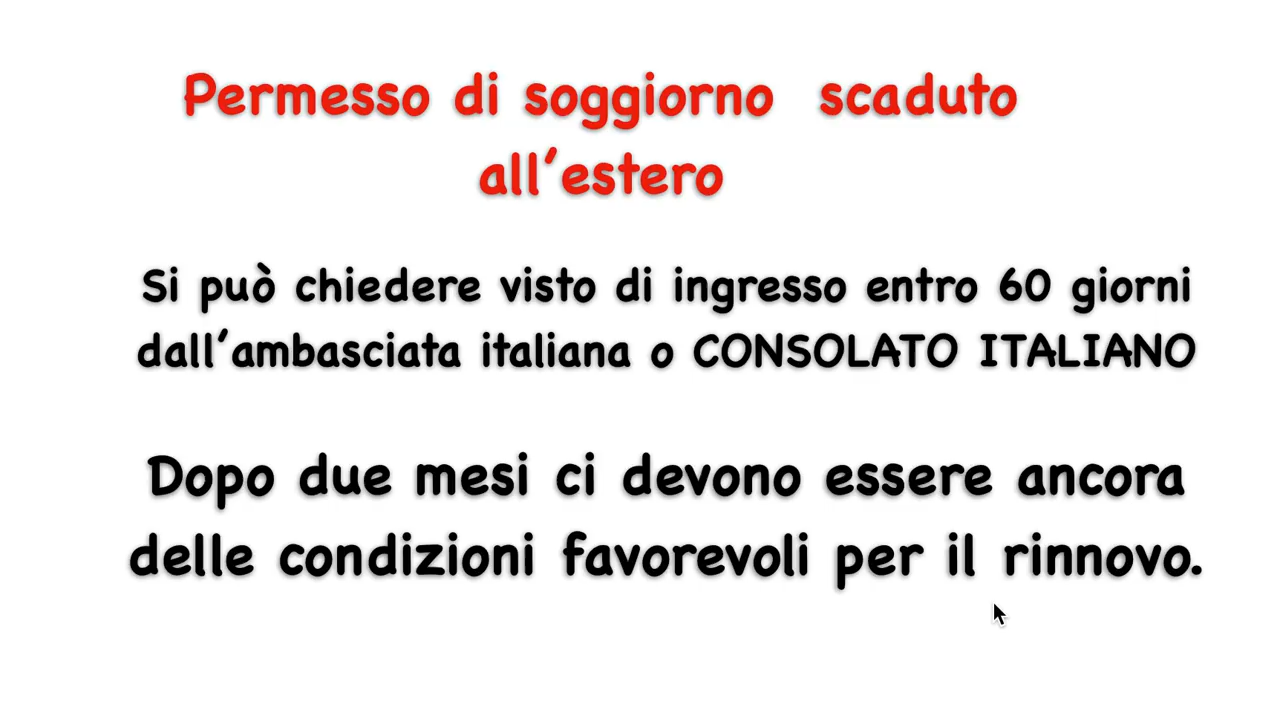 Permesso di soggiorno scaduto
all'estero
Si può chiedere visto di ingresso entro 60 giorni
dall'ambasciata italiana o CONSOLATO ITALIANO
Dopo due mesi ci devono essere ancora
delle condizioni favorevoli per il rinnovo.